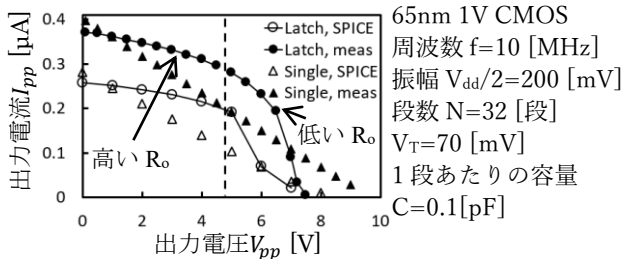 出力電流Ipp [µA]
0.4
0.3
0.2
0.1
0
0 2 4 6 8 10
出力電圧Vpp [V]
Latch, SPICE
Latch, meas
Single, SPICE
Single, meas
高い Ro
低い Ro
65nm 1V CMOS
周波数 f=10 [MHz]
振幅 Vdd/2=200 [mV]
段数 N=32 [段]
VT=70 [mV]
1 段あたりの容量
C=0.1[pF]